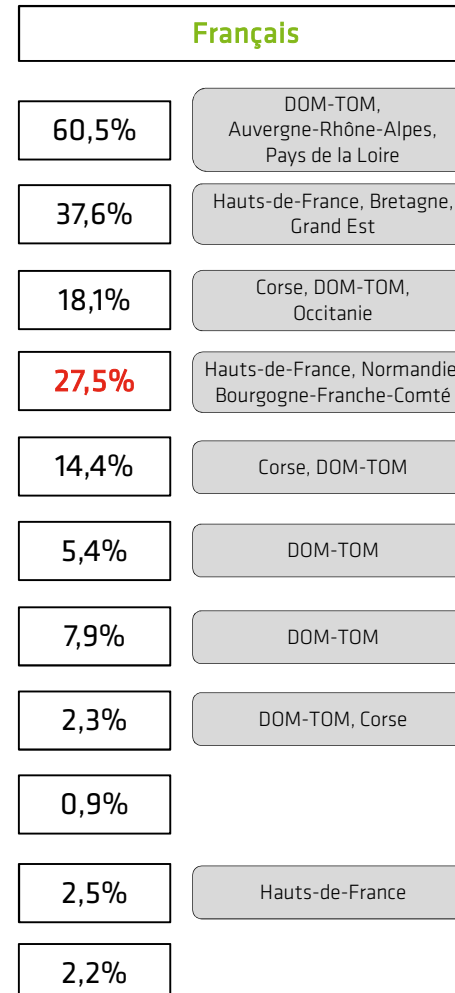 Français
60,5%
DOM-TOM,
Auvergne-Rhône-Alpes,
Pays de la Loire
37,6%
Hauts-de-France, Bretagne,
Grand Est
18,1%
Corse, DOM-TOM,
Occitanie
27,5%
Hauts-de-France, Normandie
Bourgogne-Franche-Comté
14,4%
Corse, DOM-TOM
5,4%
DOM-TOM
7,9%
DOM-TOM
2,3%
DOM-TOM, Corse
0,9%
2,5%
Hauts-de-France
2,2%